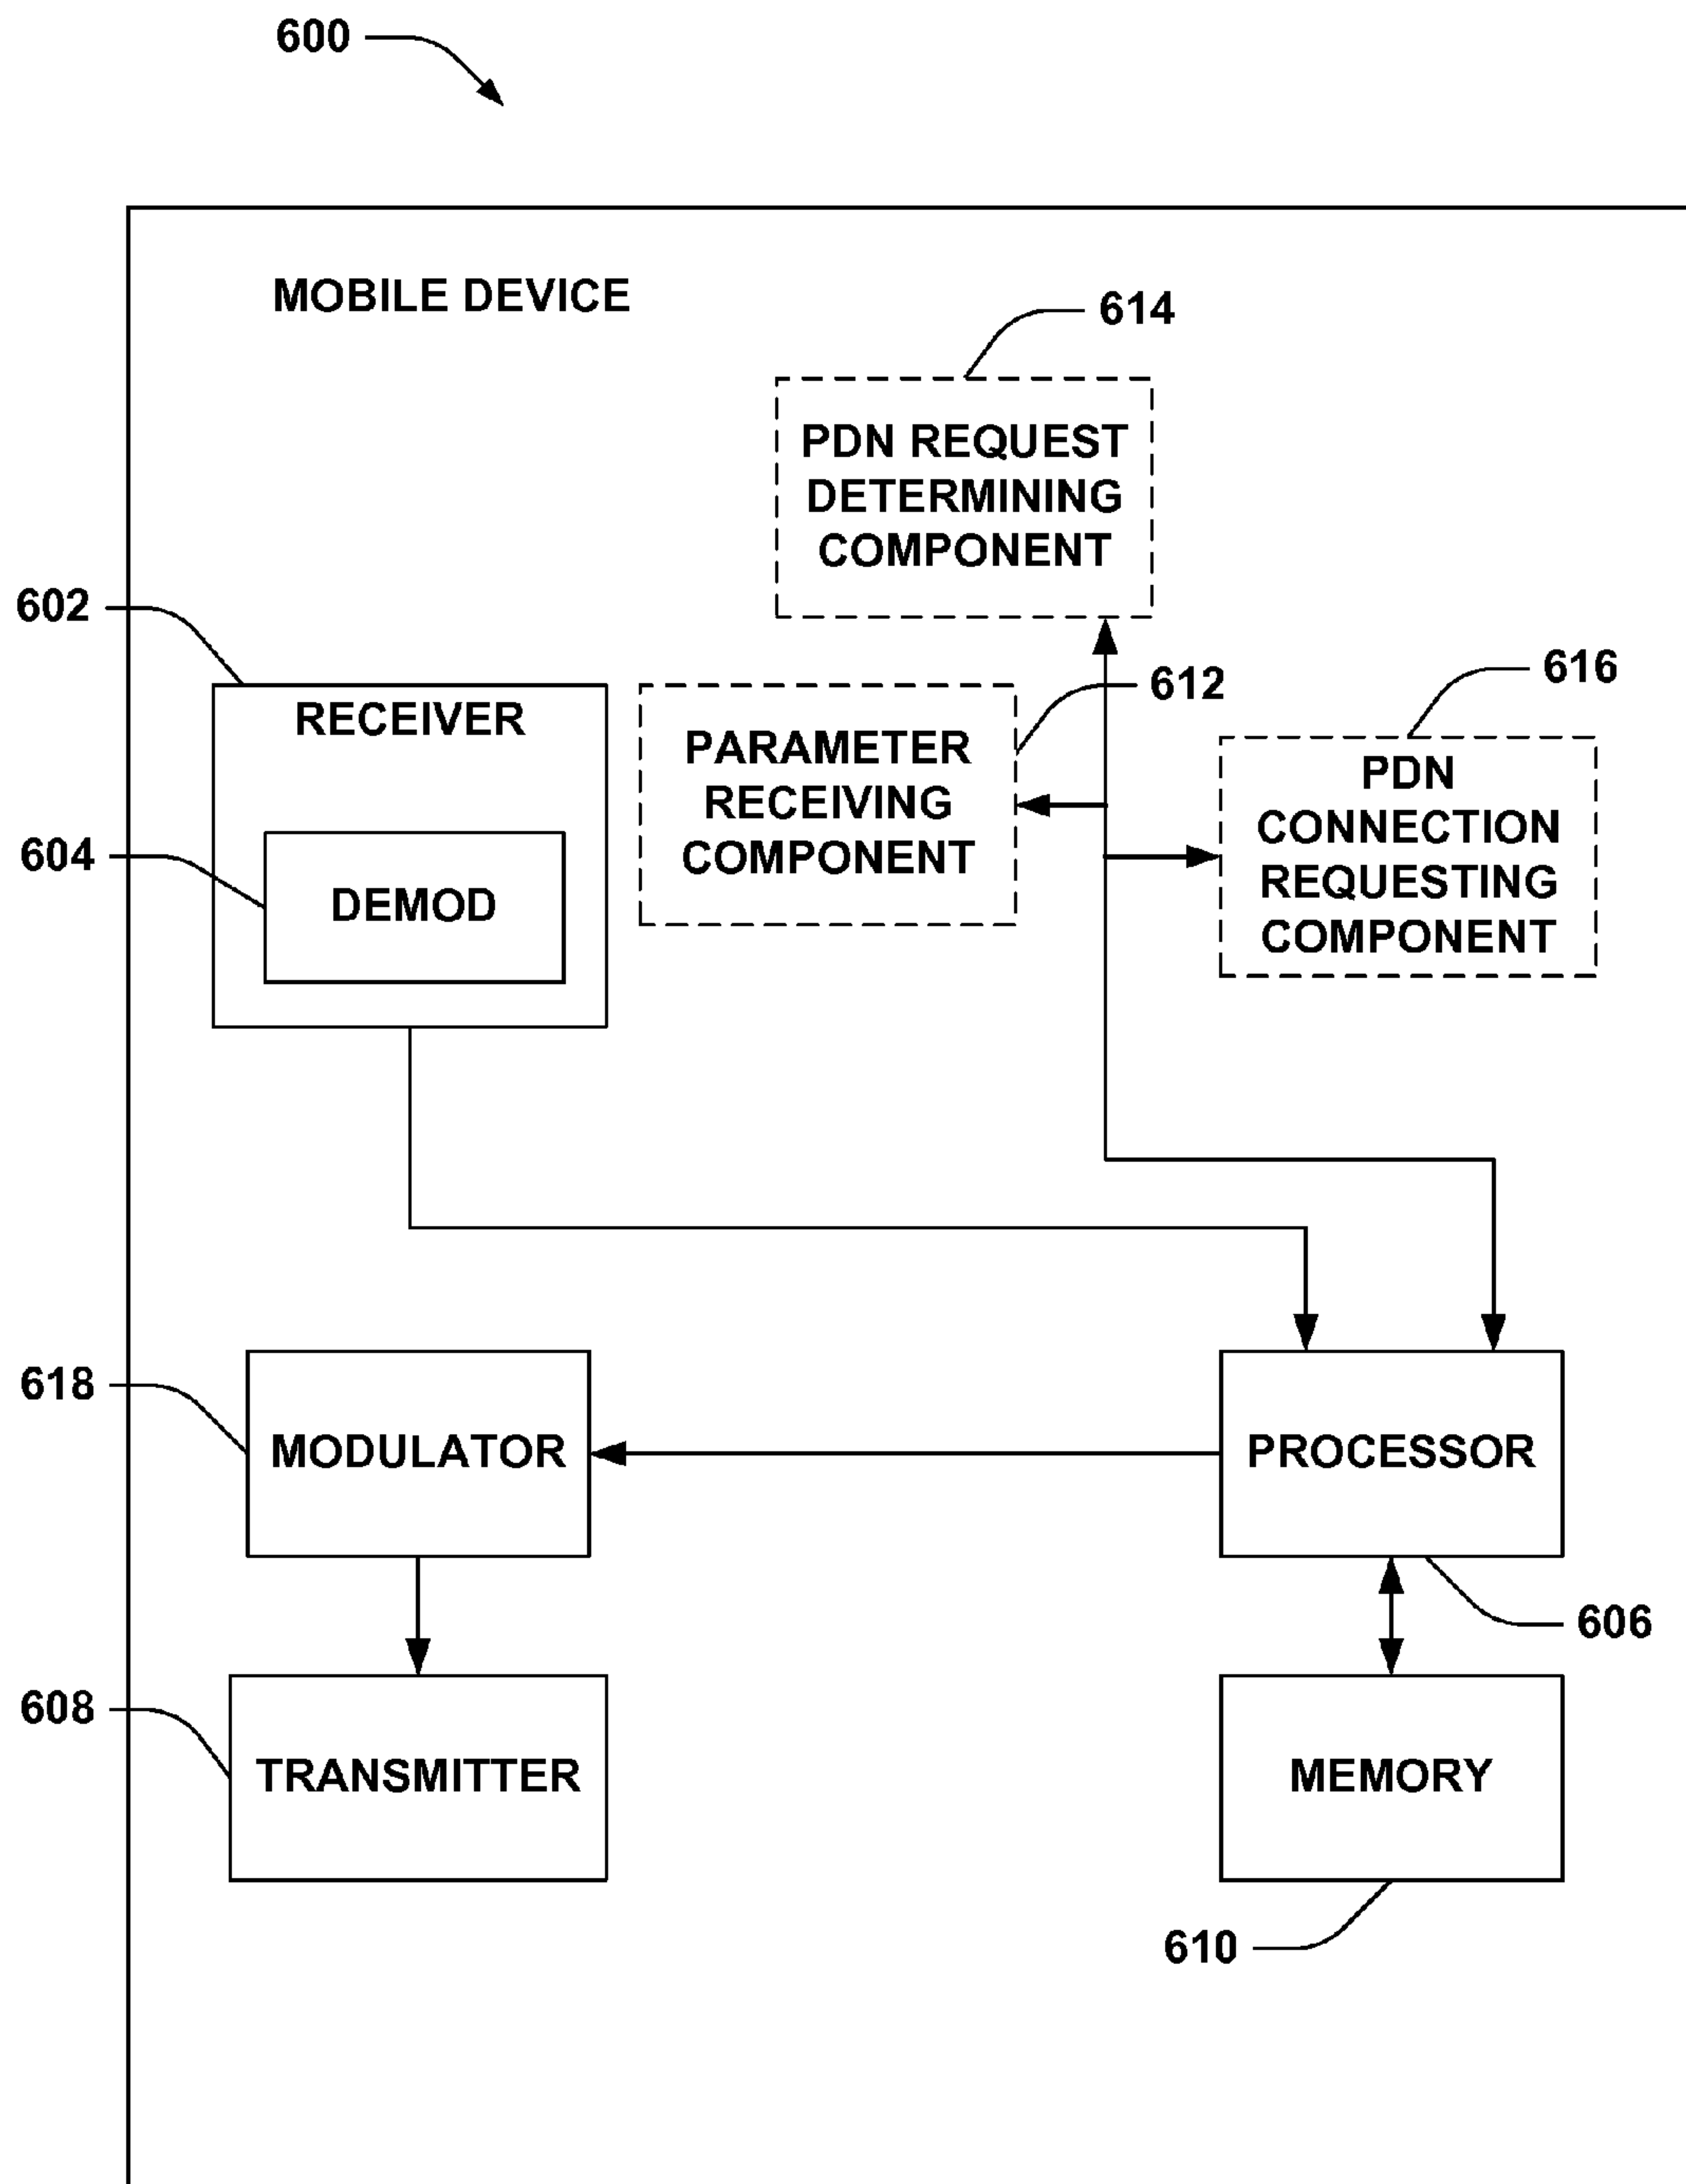 600
MOBILE DEVICE
614
PDN REQUEST
DETERMINING
COMPONENT
602
RECEIVER
612
616
PARAMETER
RECEIVING
COMPONENT
PDN
CONNECTION
REQUESTING
COMPONENT
604
DEMOD
618
MODULATOR
PROCESSOR
606
608
TRANSMITTER
MEMORY
610